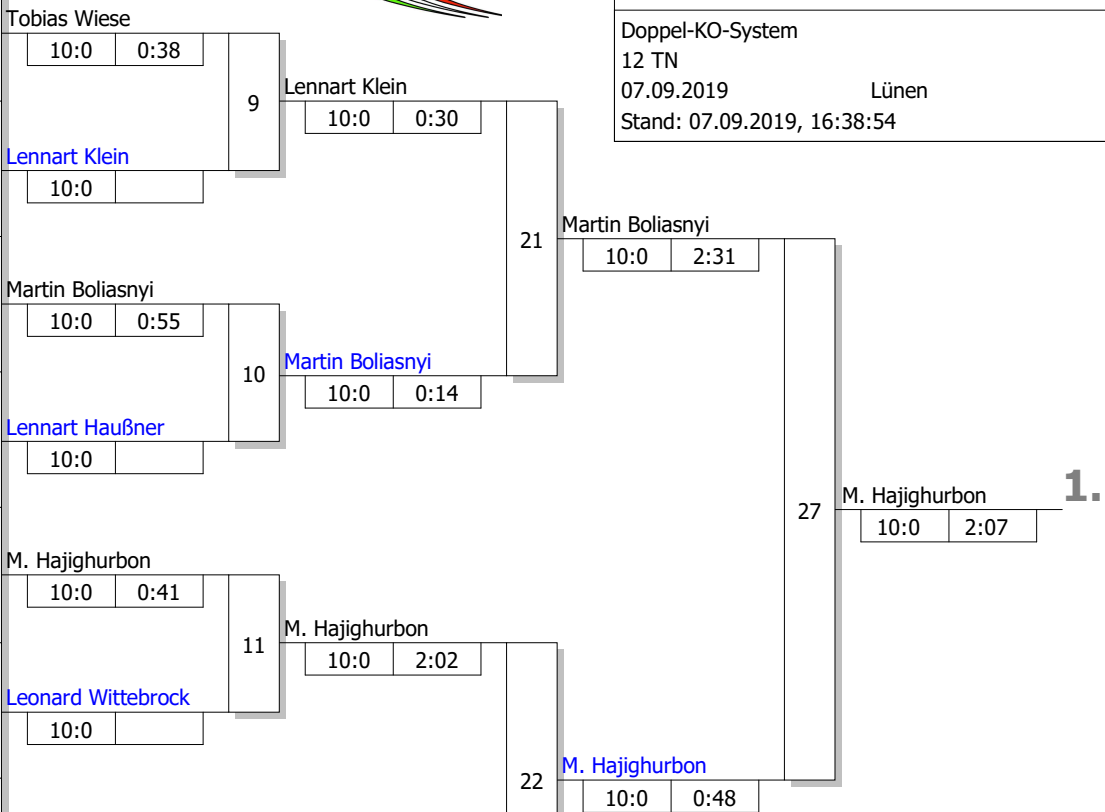 Tobias Wiese
10:0 0:38
Doppel-KO-System
12 TN
07.09.2019 Lünen
Stand: 07.09.2019, 16:38:54
9
Lennart Klein
10:0 0:30
Lennart Klein
10:0
21
Martin Boliasnyi
10:0 2:31
Martin Boliasnyi
10:0 0:55
10
Martin Boliasnyi
10:0 0:14
Lennart Haußner
10:0
27
M. Hajighurbon 1.
10:0 2:07
M. Hajighurbon
10:0 0:41
11
M. Hajighurbon
10:0 2:02
Leonard Wittebrock
10:0
22
M. Hajighurbon
10:0 0:48